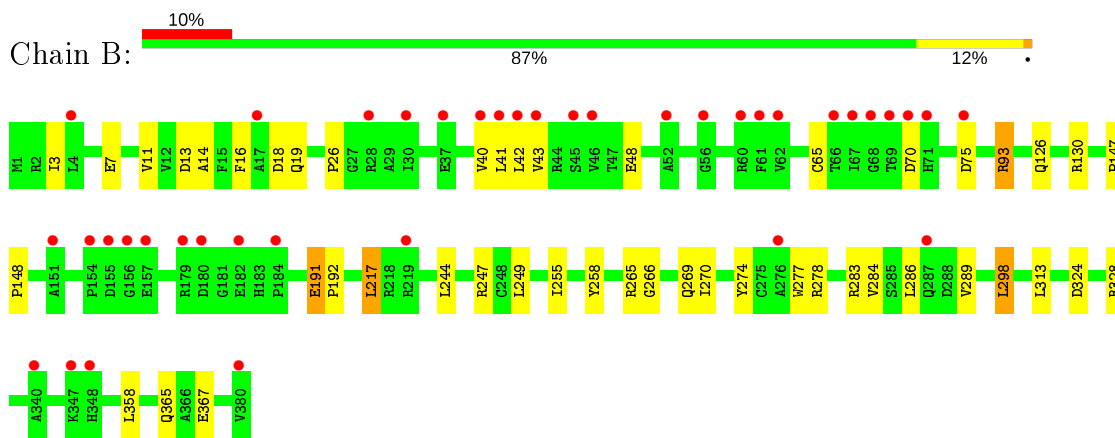 10%
Chain B:
87% 12% •
M1 R2 I3 L4 E7 V11 V12 D13 A14 F15 F16 A17 D18 Q19 P26 G27 R28 A29 I30 E37 V40 L41 L42 V43 R44 S45 V46 T47 E48 A52 G56 R60 F61 V62 C65 T66 I67 G68 T69 D70 H71 D75 R93 Q126 R130
P148 A151 P154 D155 G156 E157 R179 D180 G181 E182 H183 P184 E191 P192 L217 R218 R219 L244 R247 C248 L249 I255 Y258 R265 G266 Q269 I270 Y274 C275 A276 W277 R278 R283 V284 S285 L286 Q287 D288 V289 L298 L313 D324
A340 K347 H348 L358 Q365 A366 E367 V380